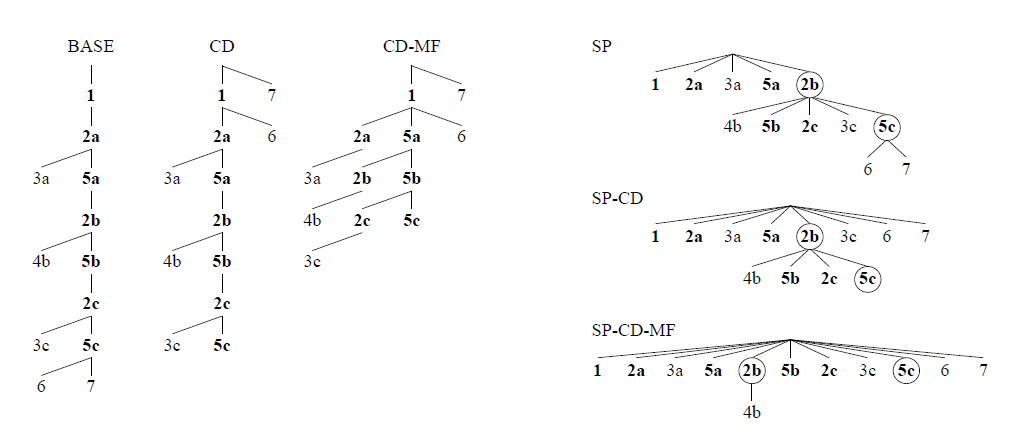 BASE CD CD-MF
1 1 7 1 7
2a 2a 6 2a 5a 6
3a 5a 3a 5a 3a 2b 5b
2b 2b 4b 2c 5c
4b 5b 4b 5b 3c
2c 2c
3c 5c 3c 5c
6 7
SP
1 2a 3a 5a 2b
4b 5b 2c 3c 5c
6 7
SP-CD
1 2a 3a 5a 2b 3c 6 7
4b 5b 2c 5c
SP-CD-MF
1 2a 3a 5a 2b 5b 2c 3c 5c 6 7
4b